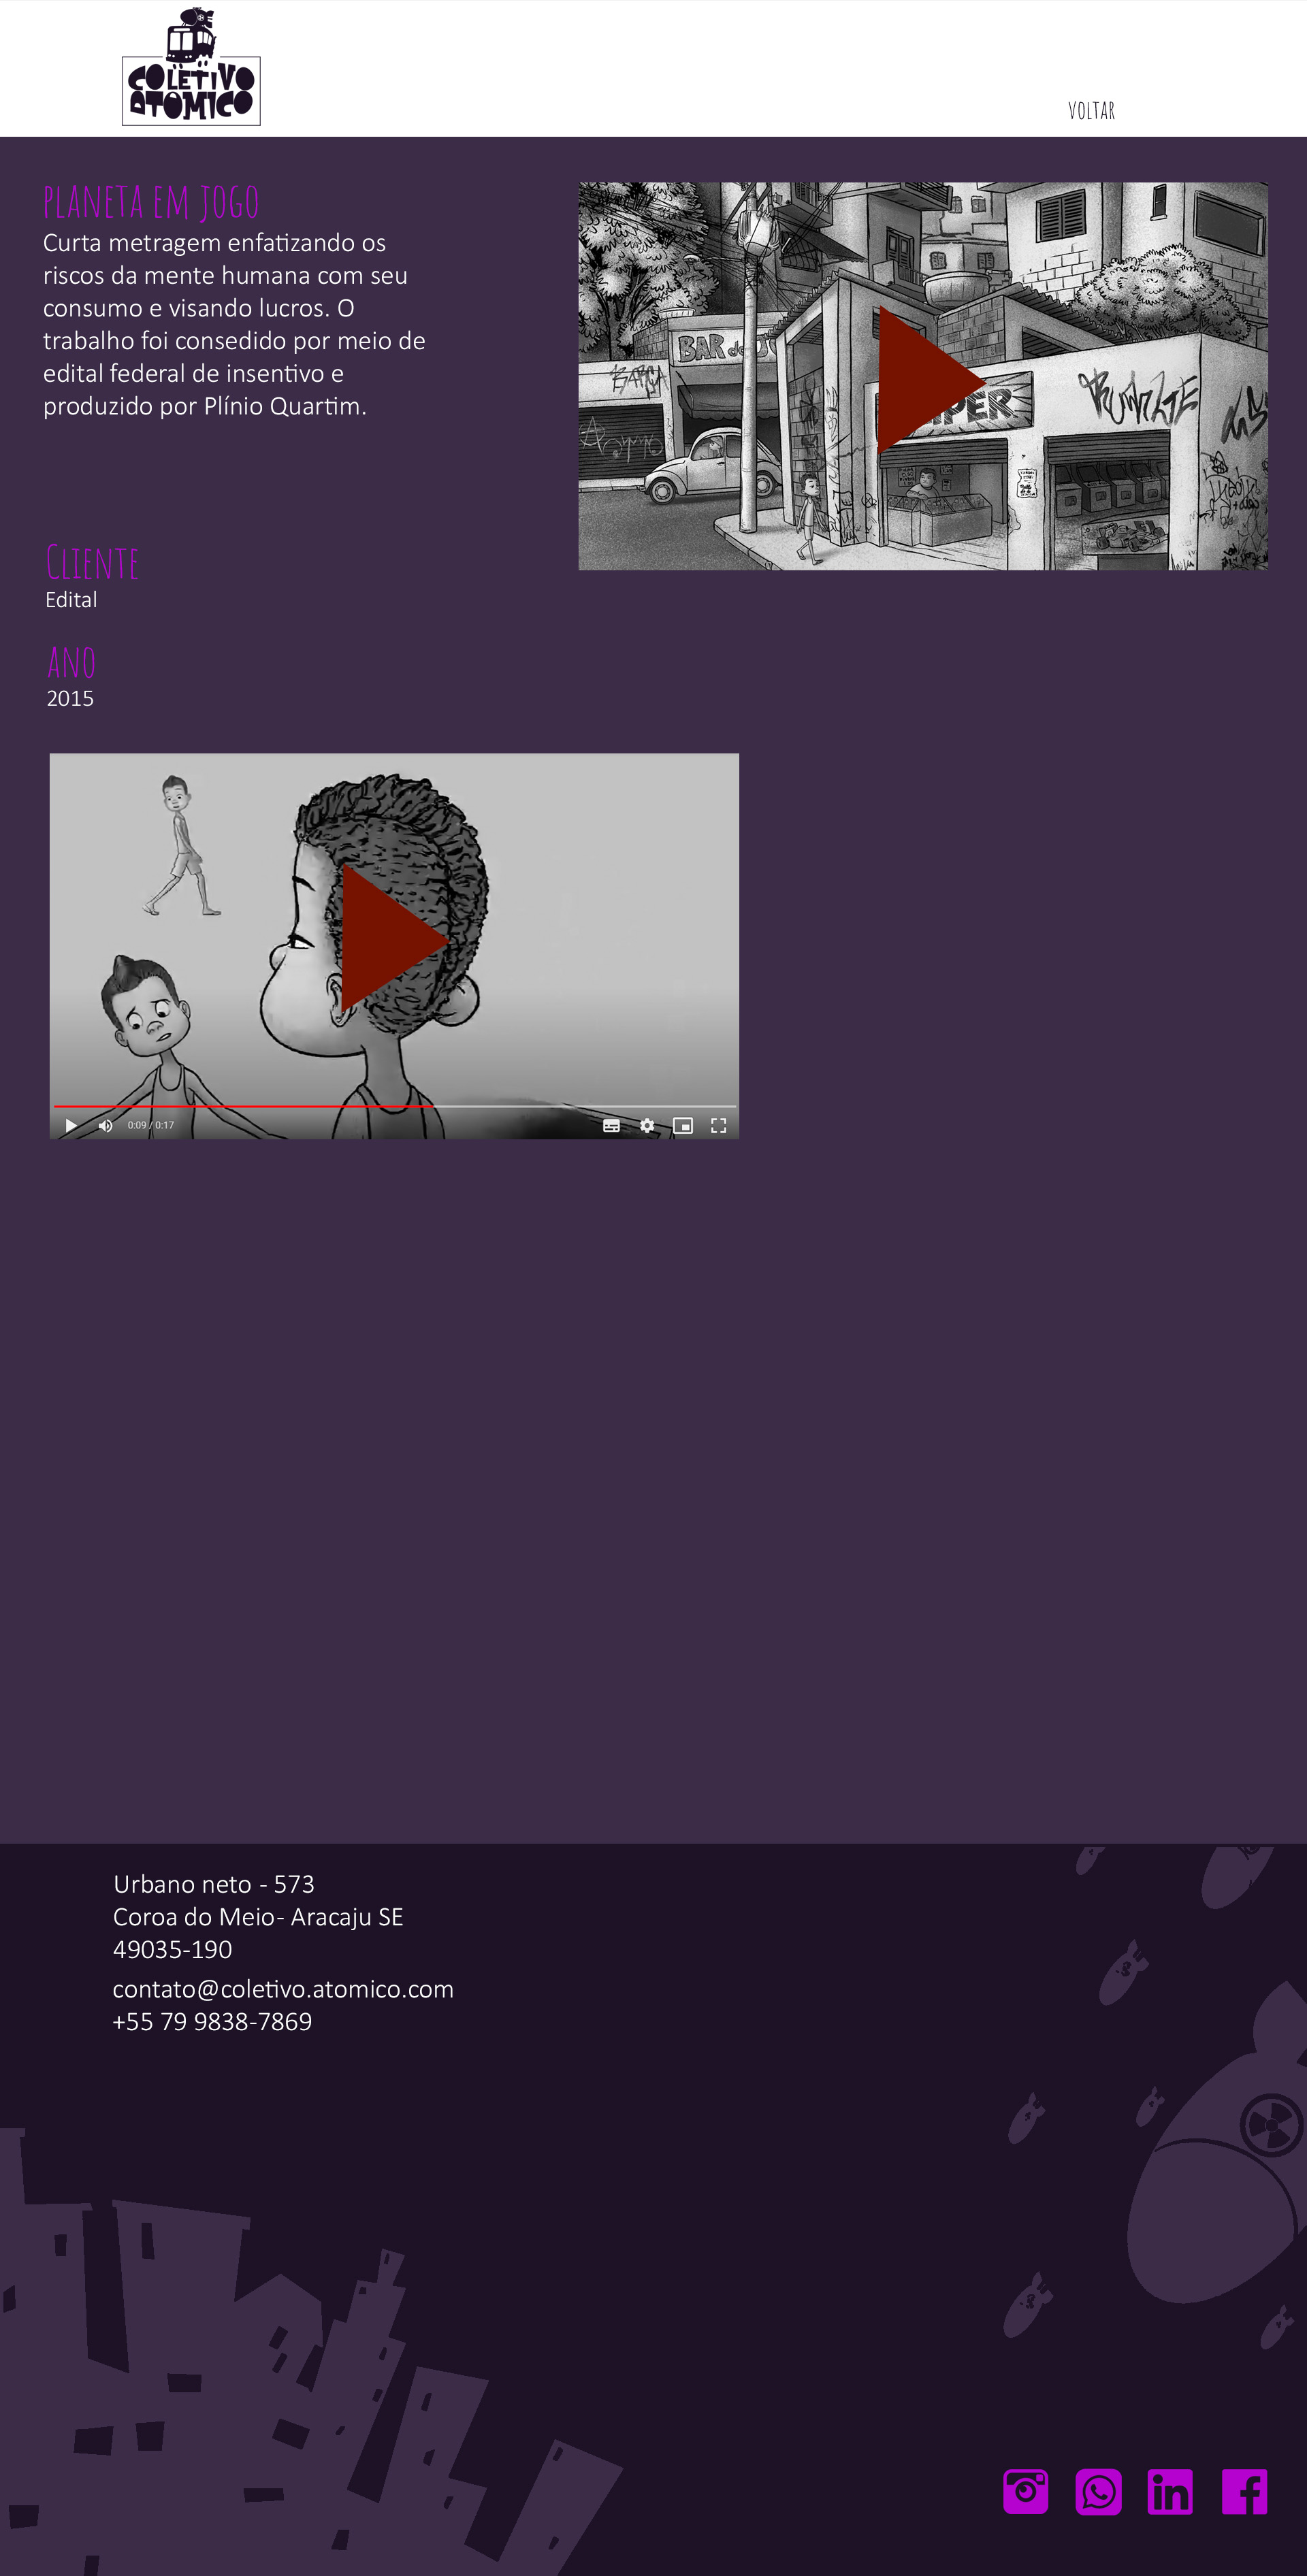 COLETIVO
ATOMICO
VOLTAR
PLANETA EM JOGO
Curta metragem enfatizando os
riscos da mente humana com seu
consumo e visando lucros. O
trabalho foi consedido por meio de
edital federal de insentivo e
produzido por Plínio Quartim.
BAR do
PER
Cliente
Edital
ANO
2015
0:09 / 0:17
Urbano neto - 573
Coroa do Meio- Aracaju SE
49035-190
contato@coletivo.atomico.com
+55 79 9838-7869